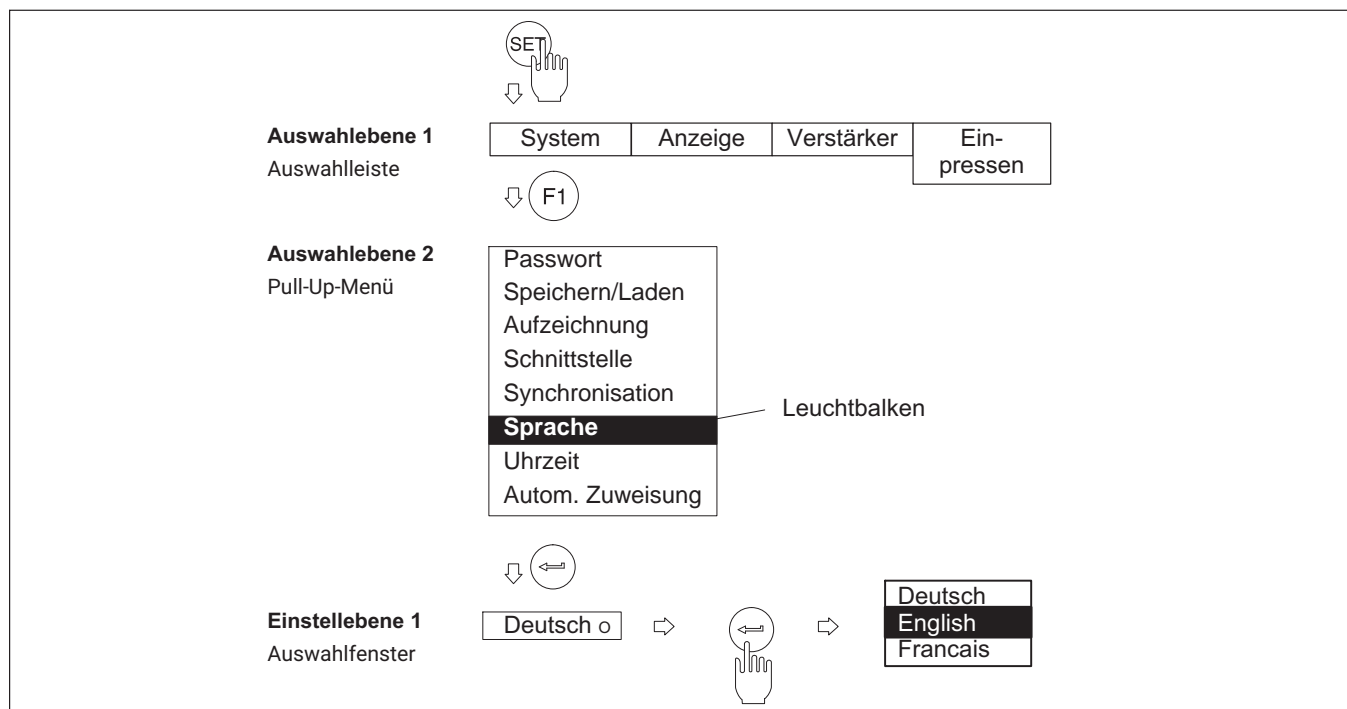 SET
Auswahlebene 1
Auswahlleiste
System Anzeige Verstärker Ein-
pressen
F1
Auswahlebene 2
Pull-Up-Menü
Passwort
Speichern/Laden
Aufzeichnung
Schnittstelle
Synchronisation
Sprache
Leuchtbalken
Uhrzeit
Autom. Zuweisung
Einstellebene 1
Auswahlfenster
Deutsch o
Deutsch
English
Francais